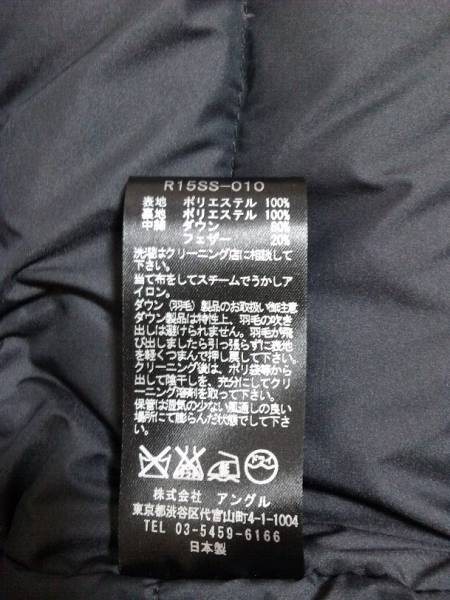 R15SS-010
表地 ポリエステル 100%
裏地 ポリエステル 100%
中綿 ダウン 80%
フェザー 20%
洗濯はクリーニング店に相談して
下さい。
当て布をしてスチームでうかしア
イロン。
ダウン（羽毛）製品のお取扱い御注意
ダウン製品は特性上、羽毛の吹き
出しは避けられません。羽毛が飛
び出しましたら引っ張らずに表地
を軽くつまんで押し戻して下さい。
クリーニング後は、ポリ袋等から
出して陰干しを、充分にしてクリ
ーニング溶剤を取って下さい。
保管は湿気の少ない風通しの良い
場所にて膨らんだ状態でして下さい。
ドライ
株式会社 アングル
東京都渋谷区代官山町4-1-1004
TEL 03-5459-6166
日本製